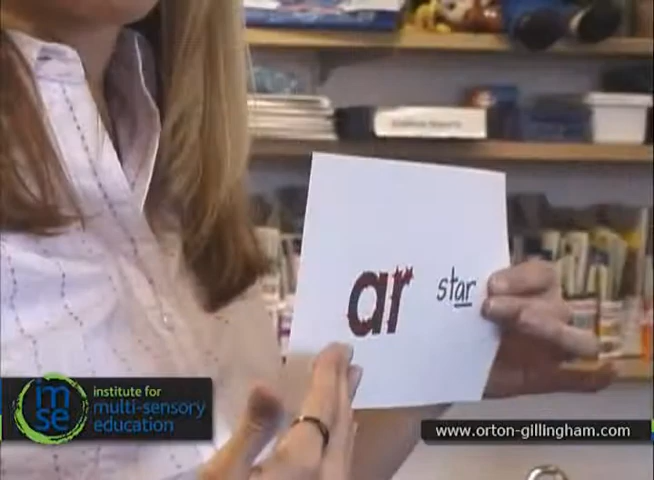 ar star
imse
institute for
multi-sensory
education
www.orton-gillingham.com